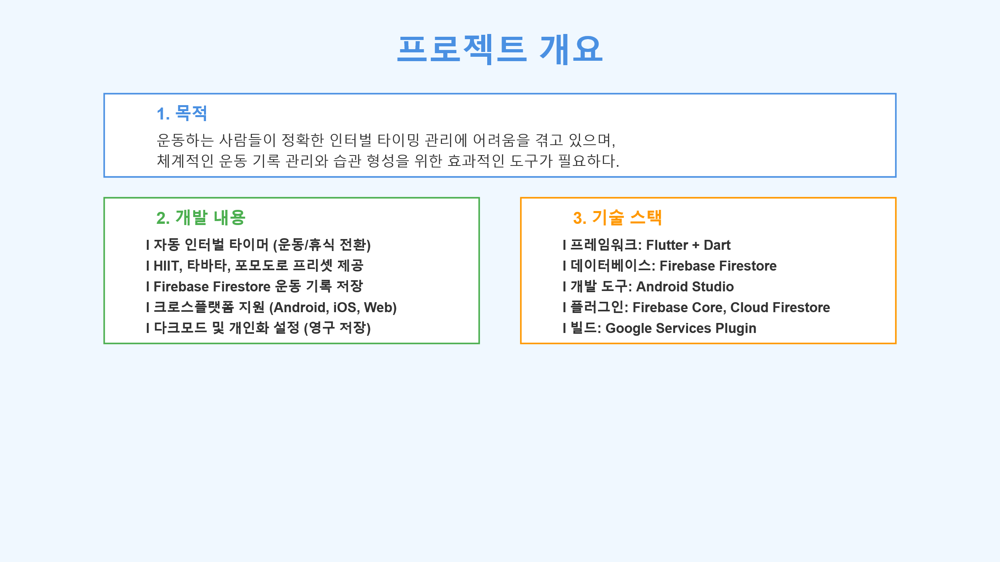 프로젝트 개요
1. 목적
운동하는 사람들이 정확한 인터벌 타이밍 관리에 어려움을 겪고 있으며,
체계적인 운동 기록 관리와 습관 형성을 위한 효과적인 도구가 필요하다.
2. 개발 내용
l 자동 인터벌 타이머 (운동/휴식 전환)
l HIIT, 타바타, 포모도로 프리셋 제공
l Firebase Firestore 운동 기록 저장
l 크로스플랫폼 지원 (Android, iOS, Web)
l 다크모드 및 개인화 설정 (영구 저장)
3. 기술 스택
l 프레임워크: Flutter + Dart
l 데이터베이스: Firebase Firestore
l 개발 도구: Android Studio
l 플러그인: Firebase Core, Cloud Firestore
l 빌드: Google Services Plugin